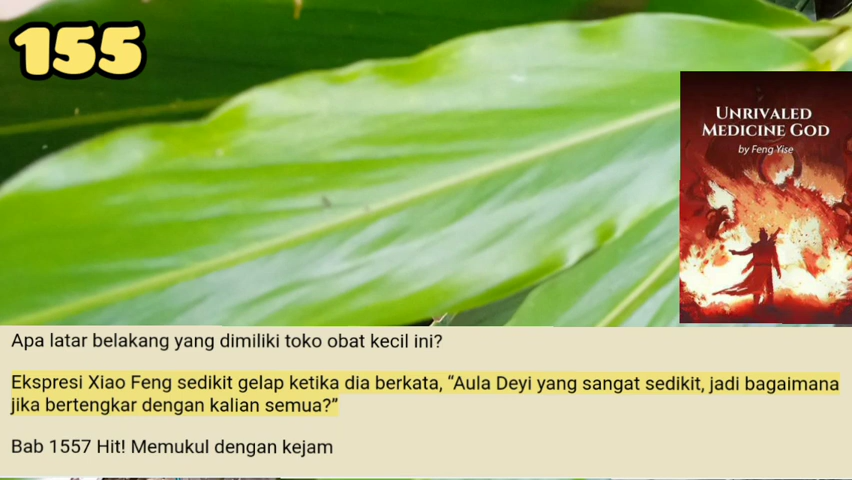 155
UNRIVALED
MEDICINE GOD
by Feng Yise
Apa latar belakang yang dimiliki toko obat kecil ini?
Ekspresi Xiao Feng sedikit gelap ketika dia berkata, “Aula Deyi yang sangat sedikit, jadi bagaimana
jika bertengkar dengan kalian semua?”
Bab 1557 Hit! Memukul dengan kejam